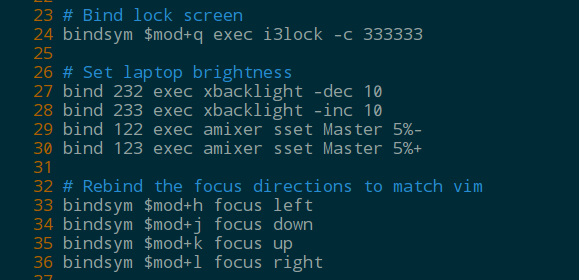 23 # Bind lock screen
24 bindsym $mod+q exec i3lock -c 333333
25
26 # Set laptop brightness
27 bind 232 exec xbacklight -dec 10
28 bind 233 exec xbacklight -inc 10
29 bind 122 exec amixer sset Master 5%-
30 bind 123 exec amixer sset Master 5%+
31
32 # Rebind the focus directions to match vim
33 bindsym $mod+h focus left
34 bindsym $mod+j focus down
35 bindsym $mod+k focus up
36 bindsym $mod+l focus right